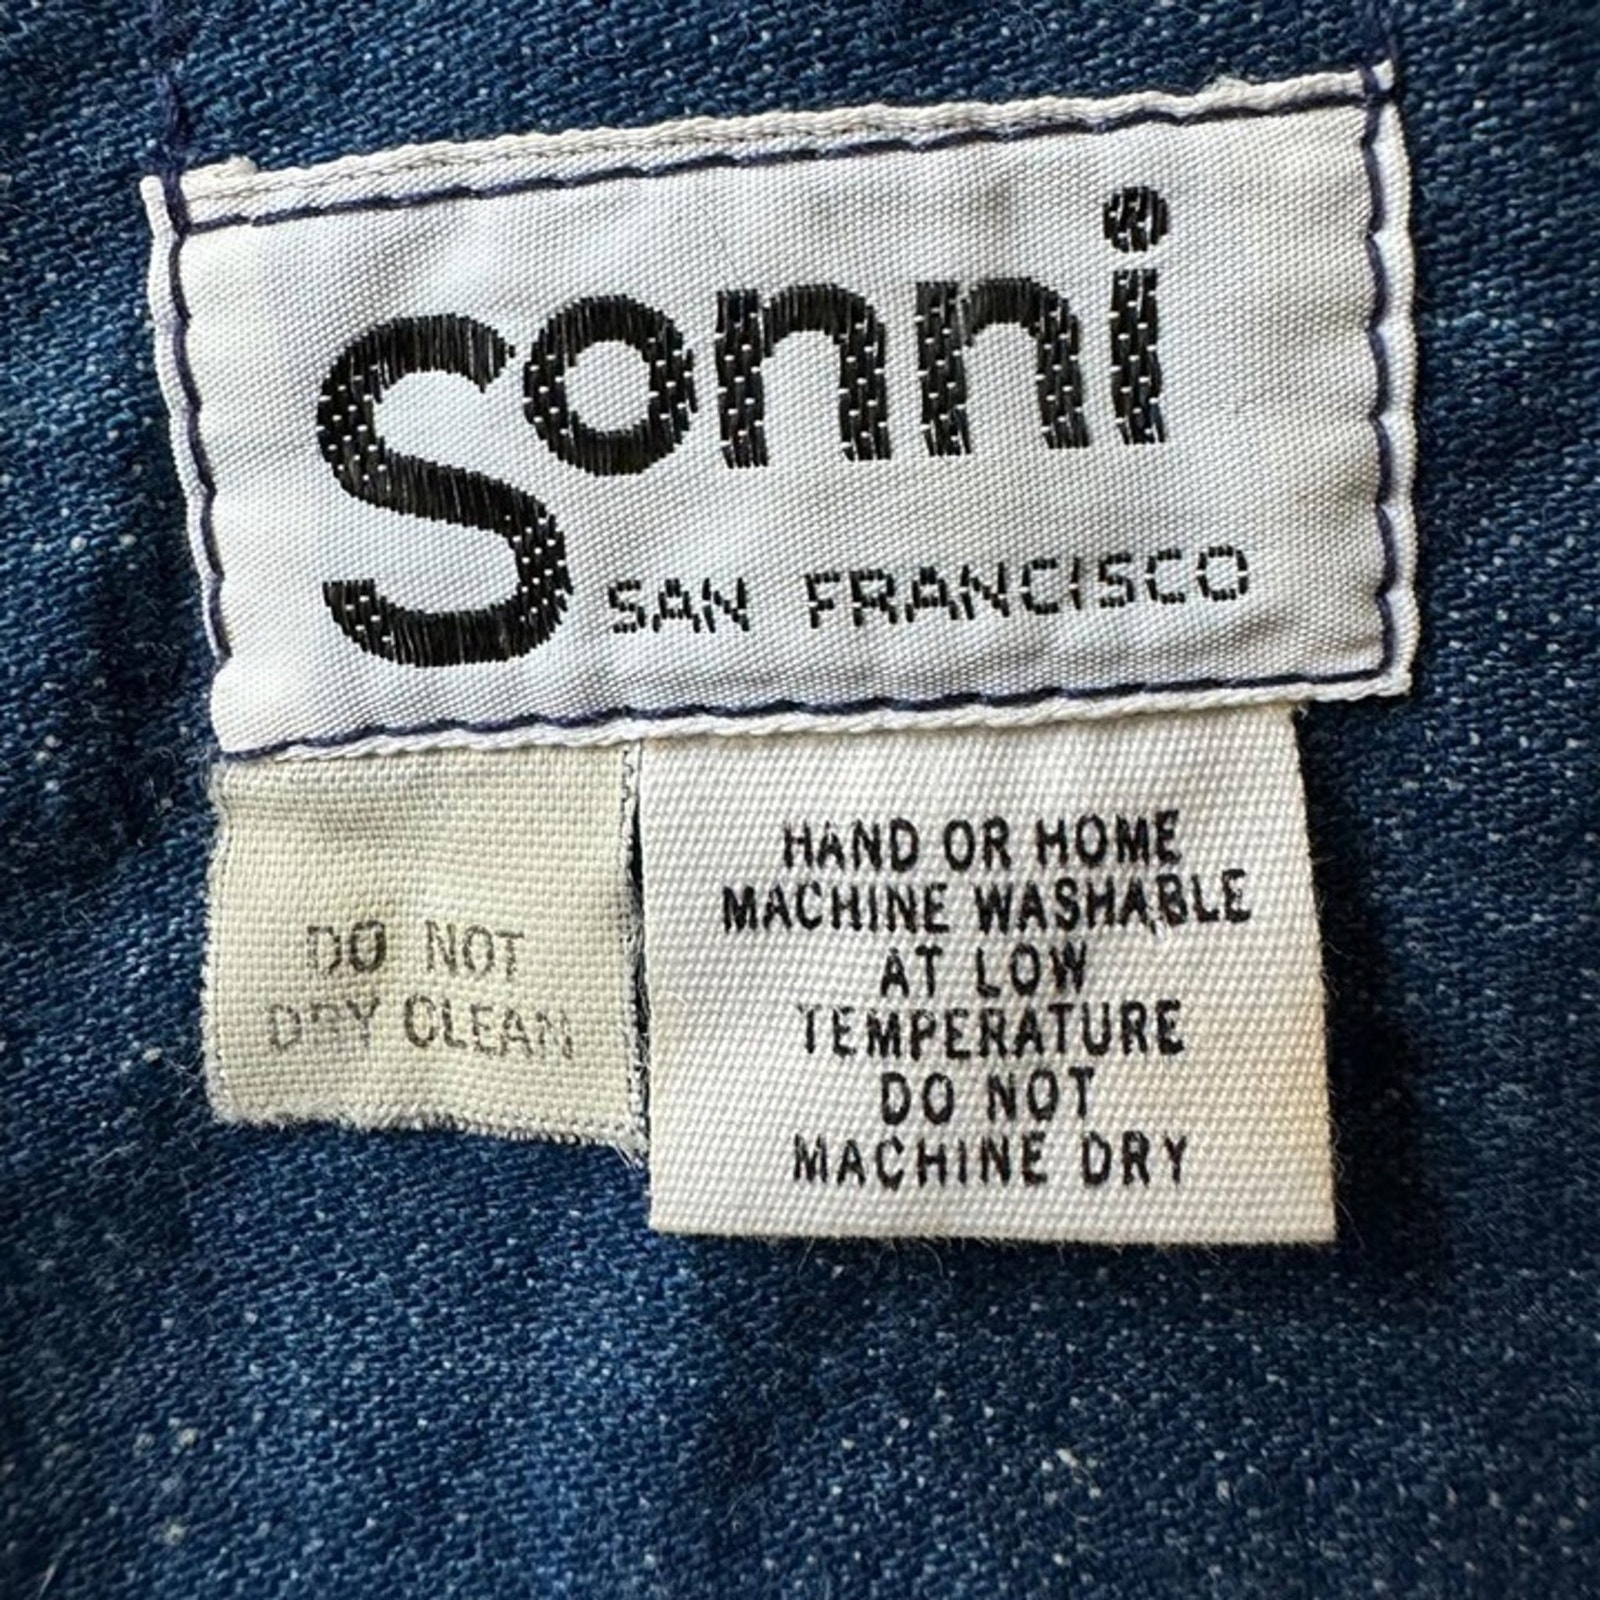 Sonni
SAN FRANCISCO
DO NOT
DRY CLEAN
HAND OR HOME
MACHINE WASHABLE
AT LOW
TEMPERATURE
DO NOT
MACHINE DRY